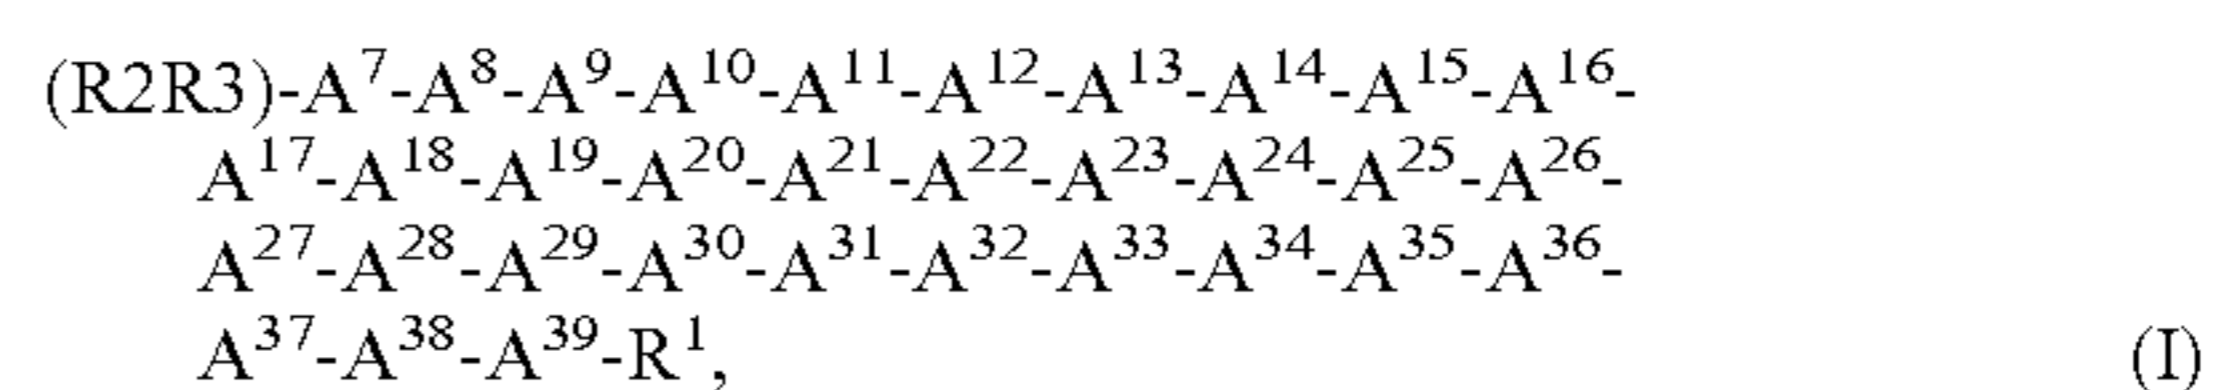 (R2R3)-A⁷-A⁸-A⁹-A¹⁰-A¹¹-A¹²-A¹³-A¹⁴-A¹⁵-A¹⁶-
A¹⁷-A¹⁸-A¹⁹-A²⁰-A²¹-A²²-A²³-A²⁴-A²⁵-A²⁶-
A²⁷-A²⁸-A²⁹-A³⁰-A³¹-A³²-A³³-A³⁴-A³⁵-A³⁶-
A³⁷-A³⁸-A³⁹-R¹, (I)